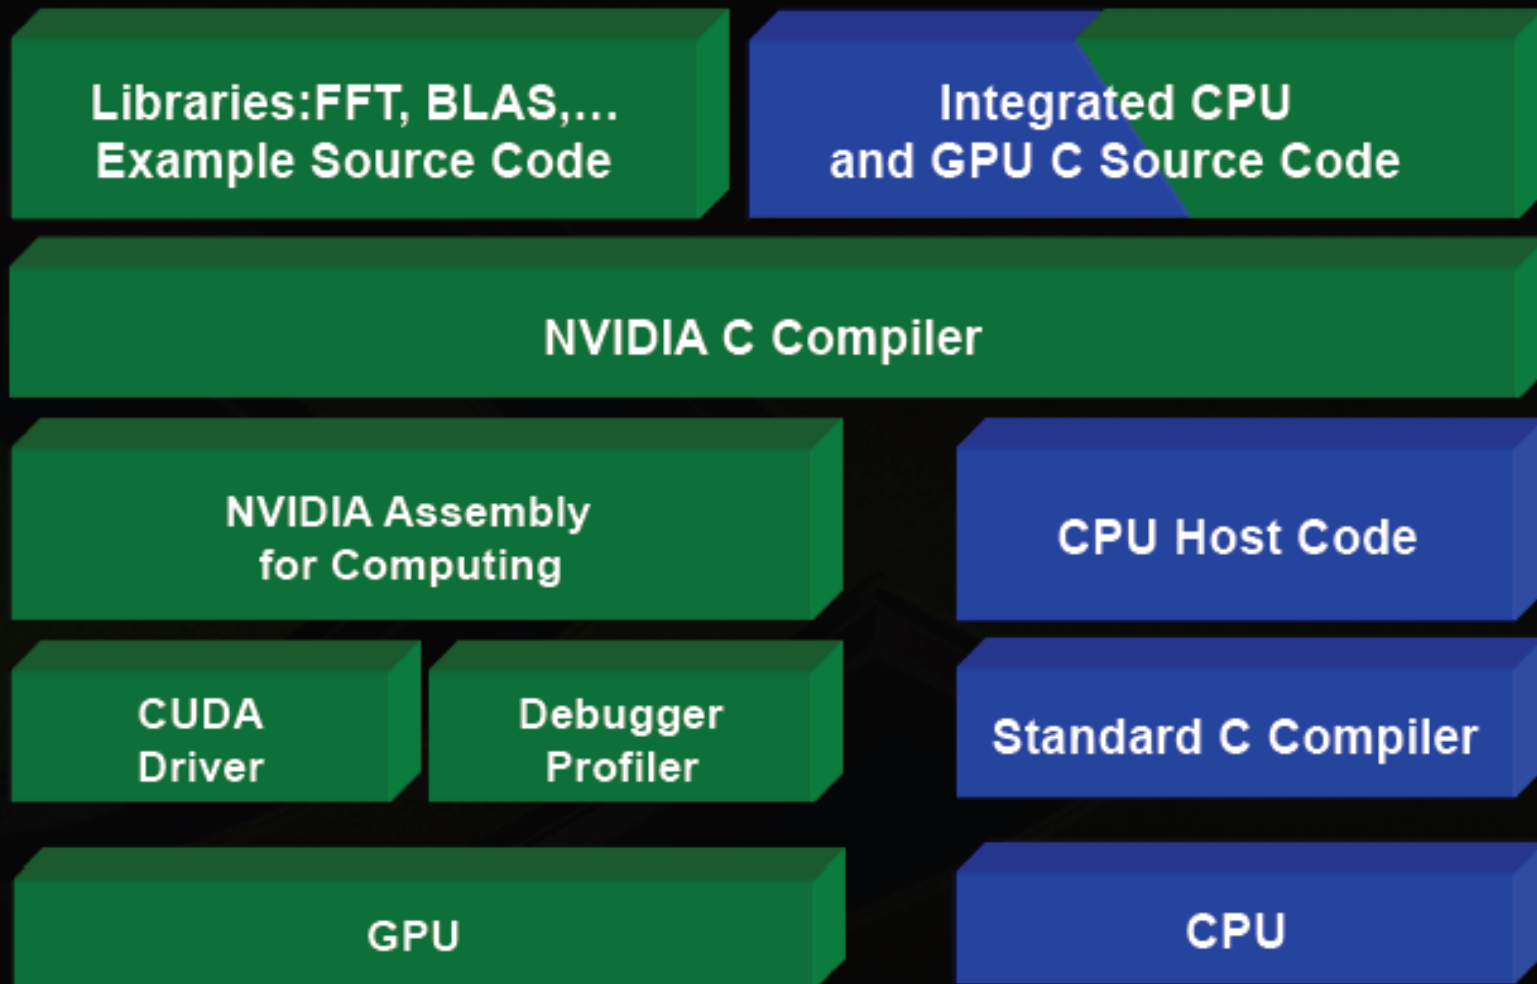 Libraries:FFT, BLAS,...
Example Source Code
Integrated CPU
and GPU C Source Code
NVIDIA C Compiler
NVIDIA Assembly
for Computing
CPU Host Code
CUDA
Driver
Debugger
Profiler
Standard C Compiler
GPU
CPU